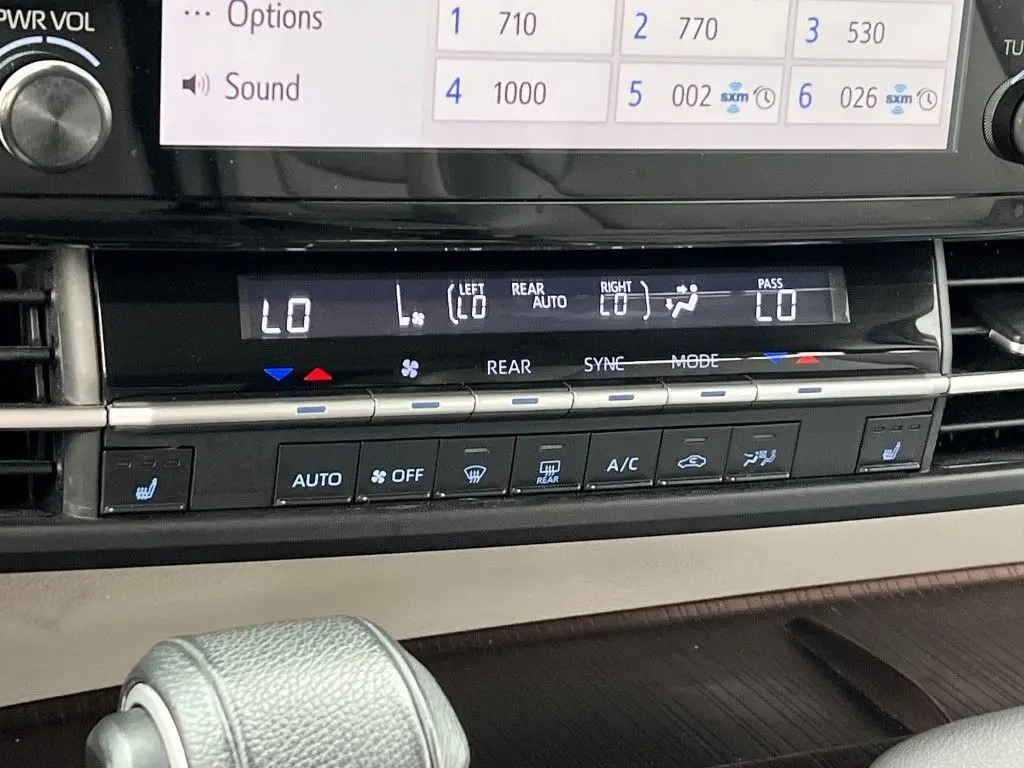 PWR VOL
... Options
1 710
2 770
3 530
TU
Sound
4 1000
5 002 sxm
6 026 sxm
LO
LEFT
LO
REAR
AUTO
RIGHT
LO
PASS
LO
REAR
SYNC
MODE
AUTO
OFF
REAR
A/C